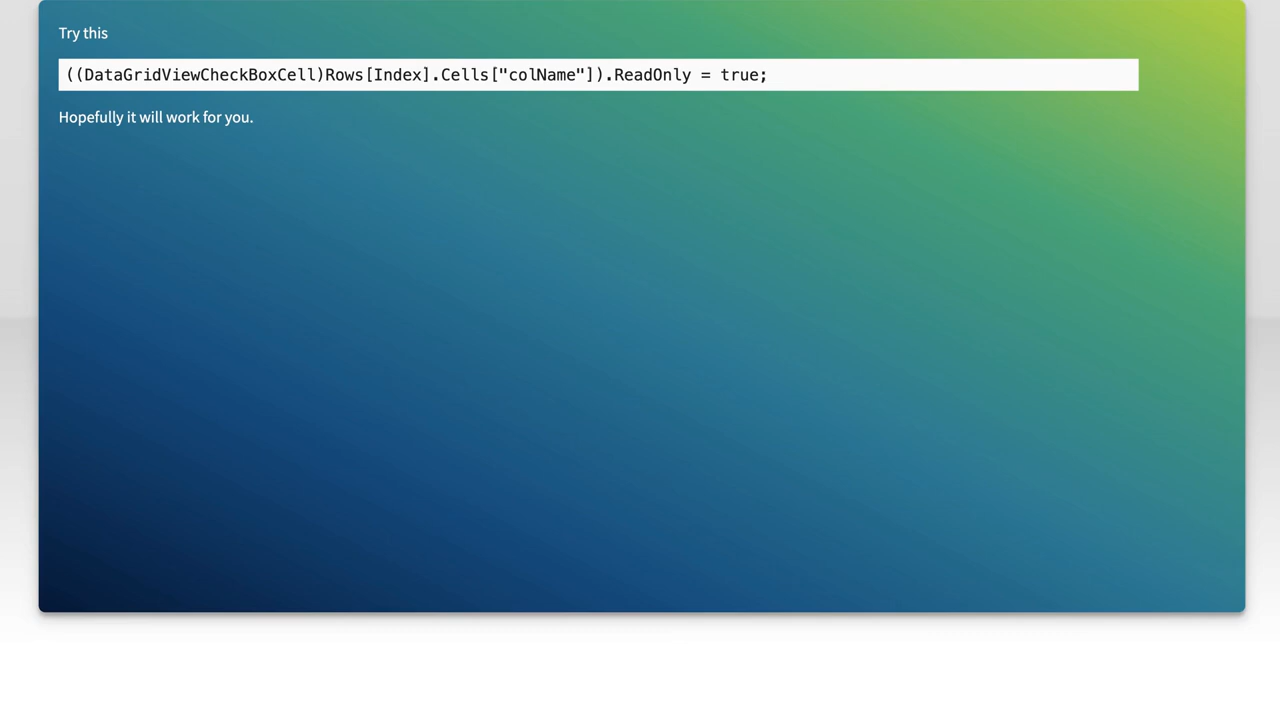 Try this
((DataGridViewCheckBoxCell)Rows[Index].Cells["colName"]).ReadOnly = true;
Hopefully it will work for you.